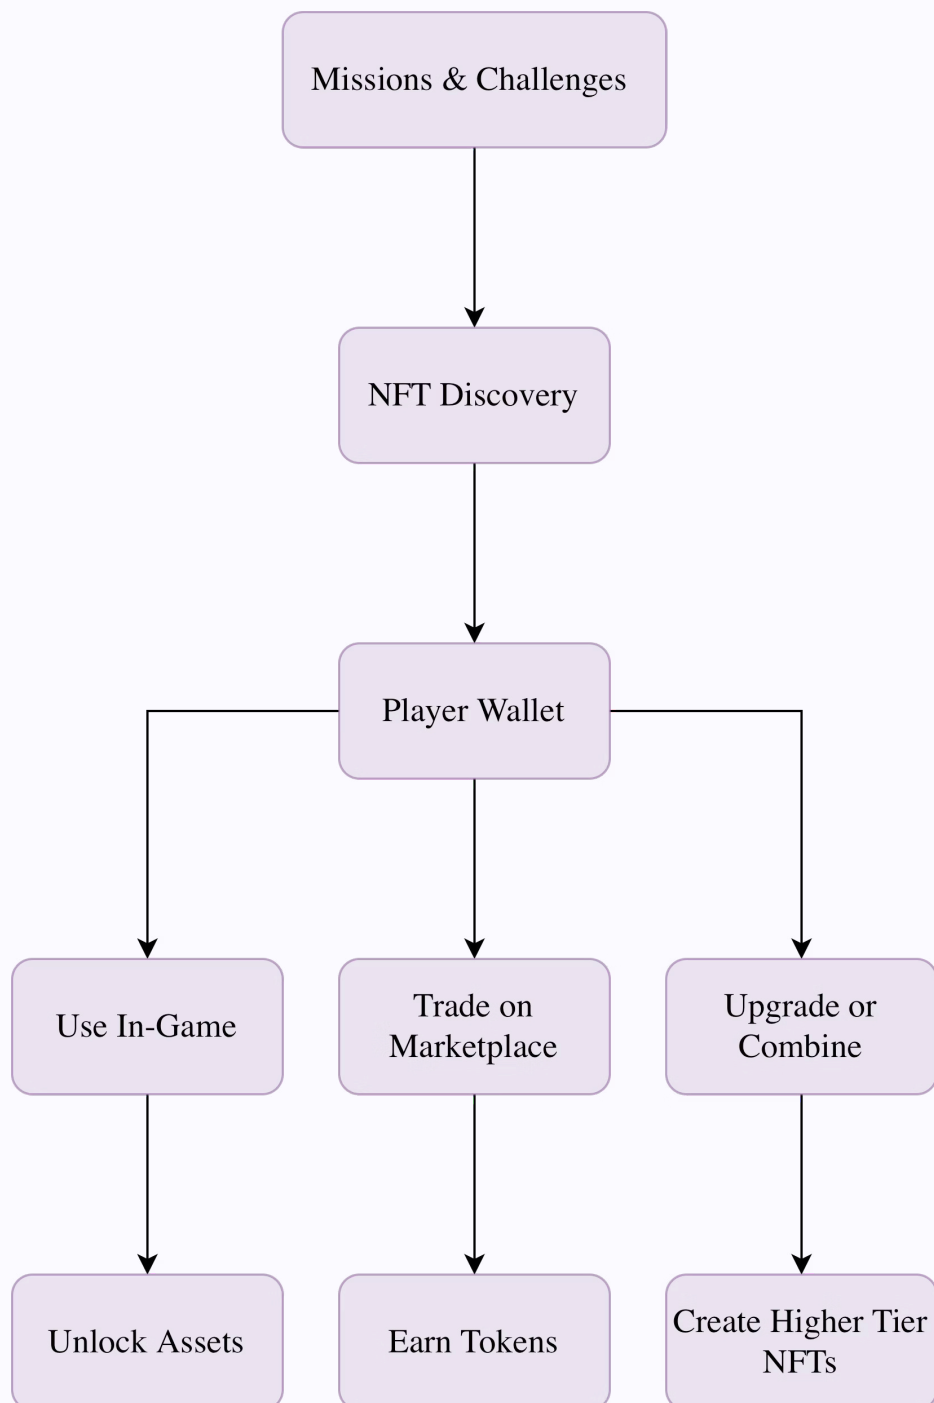 Missions & Challenges
NFT Discovery
Player Wallet
Use In-Game
Trade on
Marketplace
Upgrade or
Combine
Unlock Assets
Earn Tokens
Create Higher Tier
NFTs